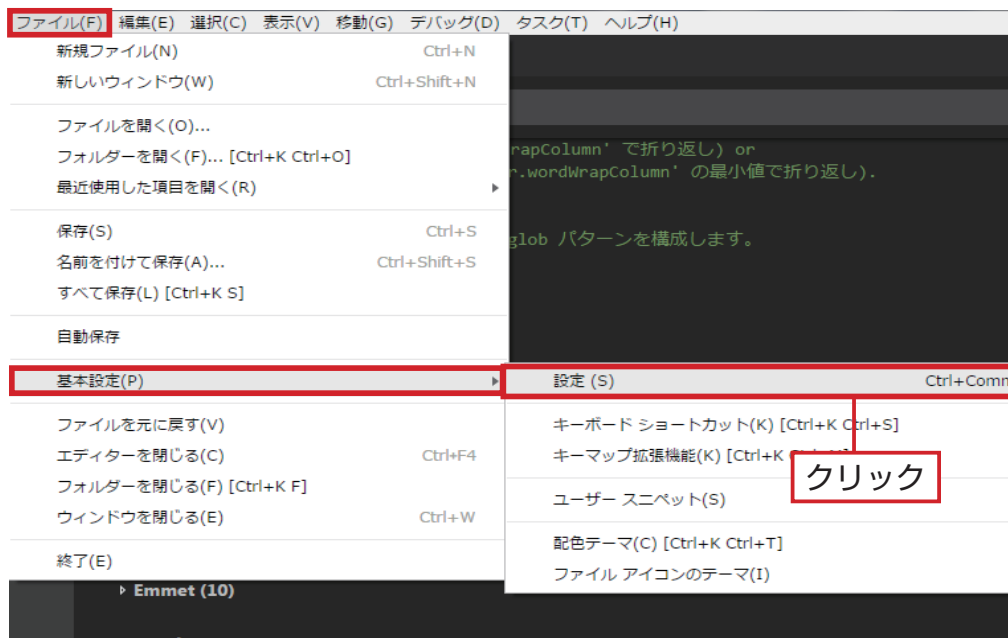 ファイル(F) 編集(E) 選択(C) 表示(V) 移動(G) デバッグ(D) タスク(T) ヘルプ(H)
新規ファイル(N) Ctrl+N
新しいウィンドウ(W) Ctrl+Shift+N
ファイルを開く(O)...
フォルダーを開く(F)... [Ctrl+K Ctrl+O]
最近使用した項目を開く(R)
保存(S) Ctrl+S
名前を付けて保存(A)... Ctrl+Shift+S
すべて保存(L) [Ctrl+K S]
自動保存
基本設定(P)
ファイルを元に戻す(V)
エディターを閉じる(C) Ctrl+F4
フォルダーを閉じる(F) [Ctrl+K F]
ウィンドウを閉じる(E) Ctrl+W
終了(E)
rapColumn' で折り返し) or
r.wordWrapColumn' の最小値で折り返し).
glob パターンを構成します。
設定 (S) Ctrl+Comm
キーボード ショートカット(K) [Ctrl+K Ctrl+S]
キーマップ拡張機能(K) [Ctrl+K
クリック
ユーザー スニペット(S)
配色テーマ(C) [Ctrl+K Ctrl+T]
ファイル アイコンのテーマ(I)
Emmet (10)